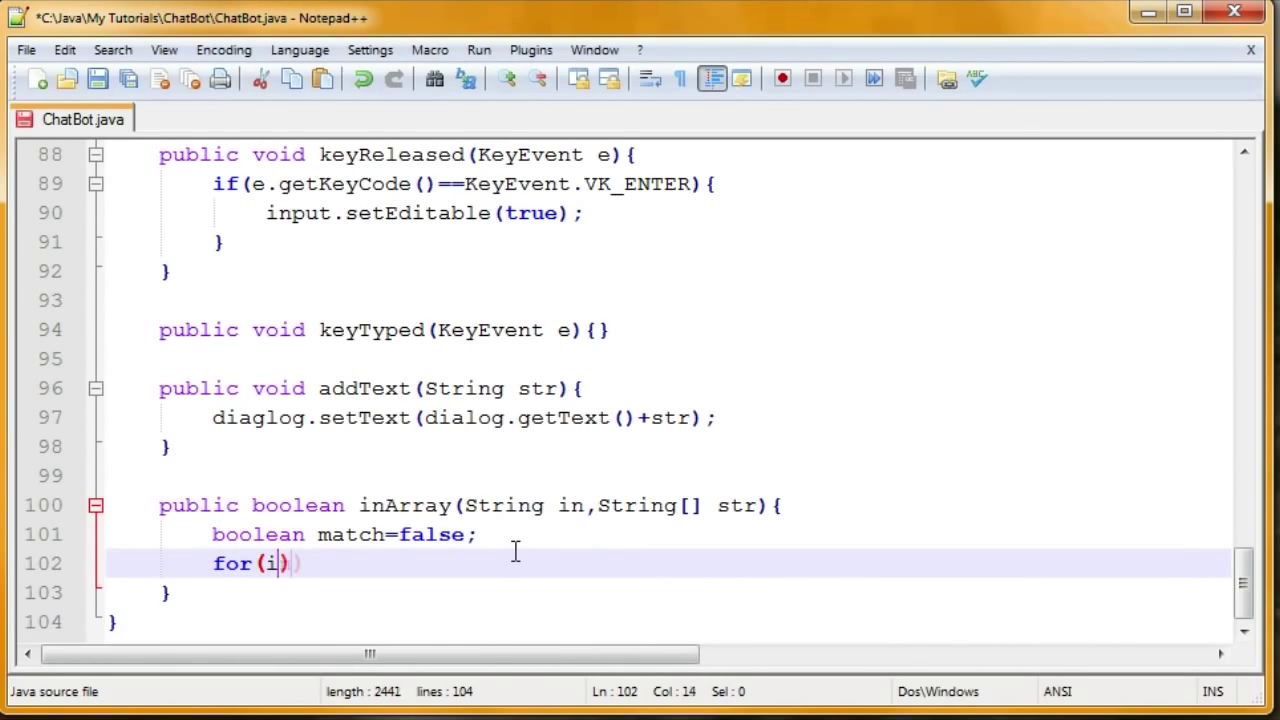 *C:\Java\My Tutorials\ChatBot\ChatBot.java - Notepad++
File Edit Search View Encoding Language Settings Macro Run Plugins Window ? X
ABC
ChatBot.java
88 public void keyReleased(KeyEvent e){
89 if(e.getKeyCode()==KeyEvent.VK_ENTER){
90 input.setEditable(true);
91 }
92 }
93
94 public void keyTyped(KeyEvent e){}
95
96 public void addText(String str){
97 diaglog.setText(dialog.getText()+str);
98 }
99
100 public boolean inArray(String in,String[] str){
101 boolean match=false;
102 for(i)
103 }
104 }
Java source file length : 2441 lines : 104 Ln : 102 Col : 14 Sel : 0 Dos\Windows ANSI INS